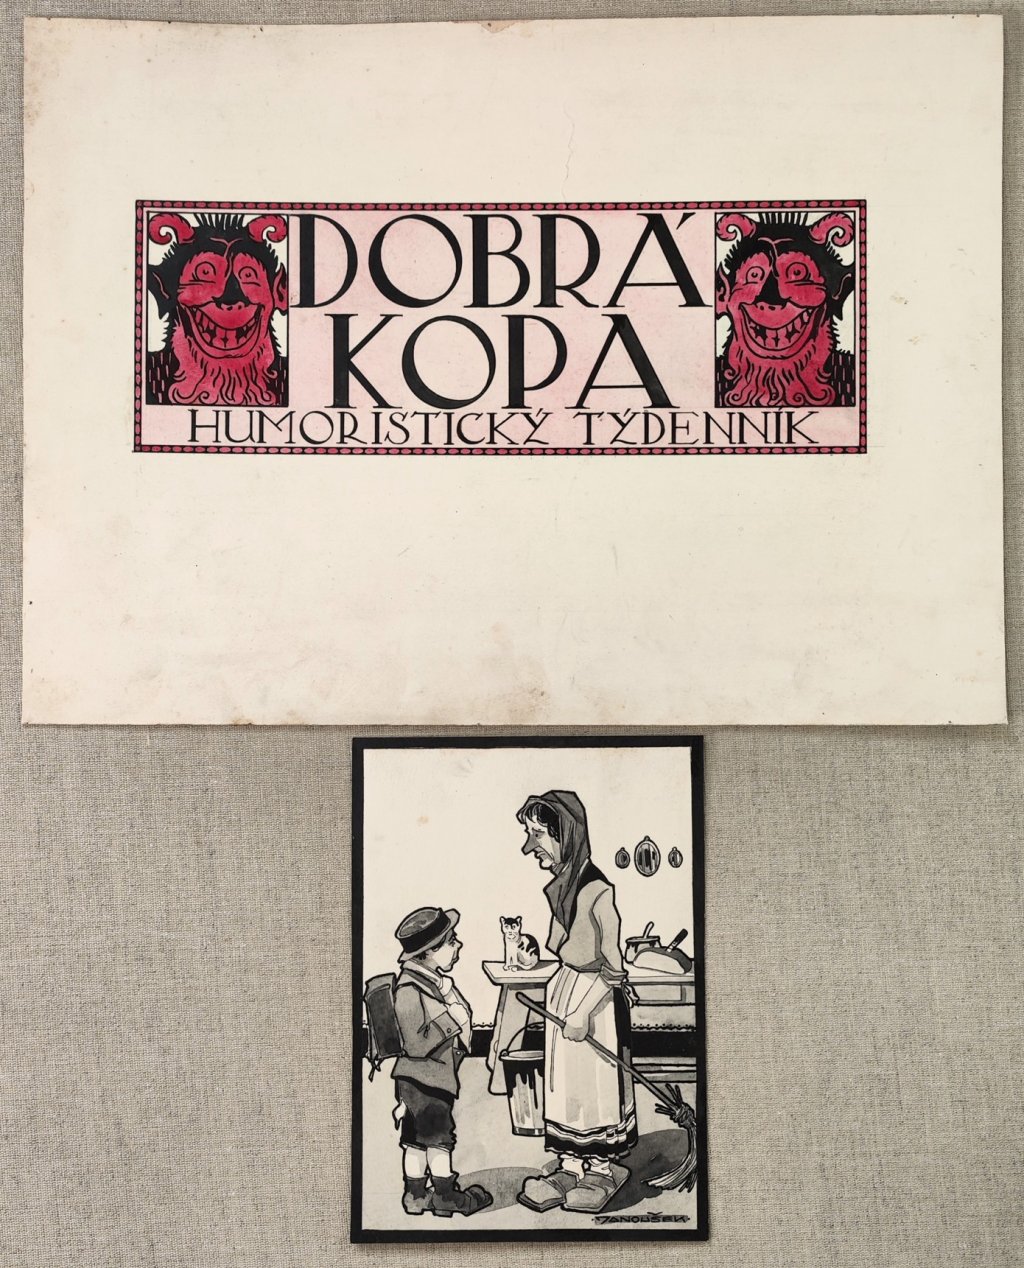 DOBRÁ
KOPA
HUMORISTICKÝ TÝDENNÍK
JANOUŠEK